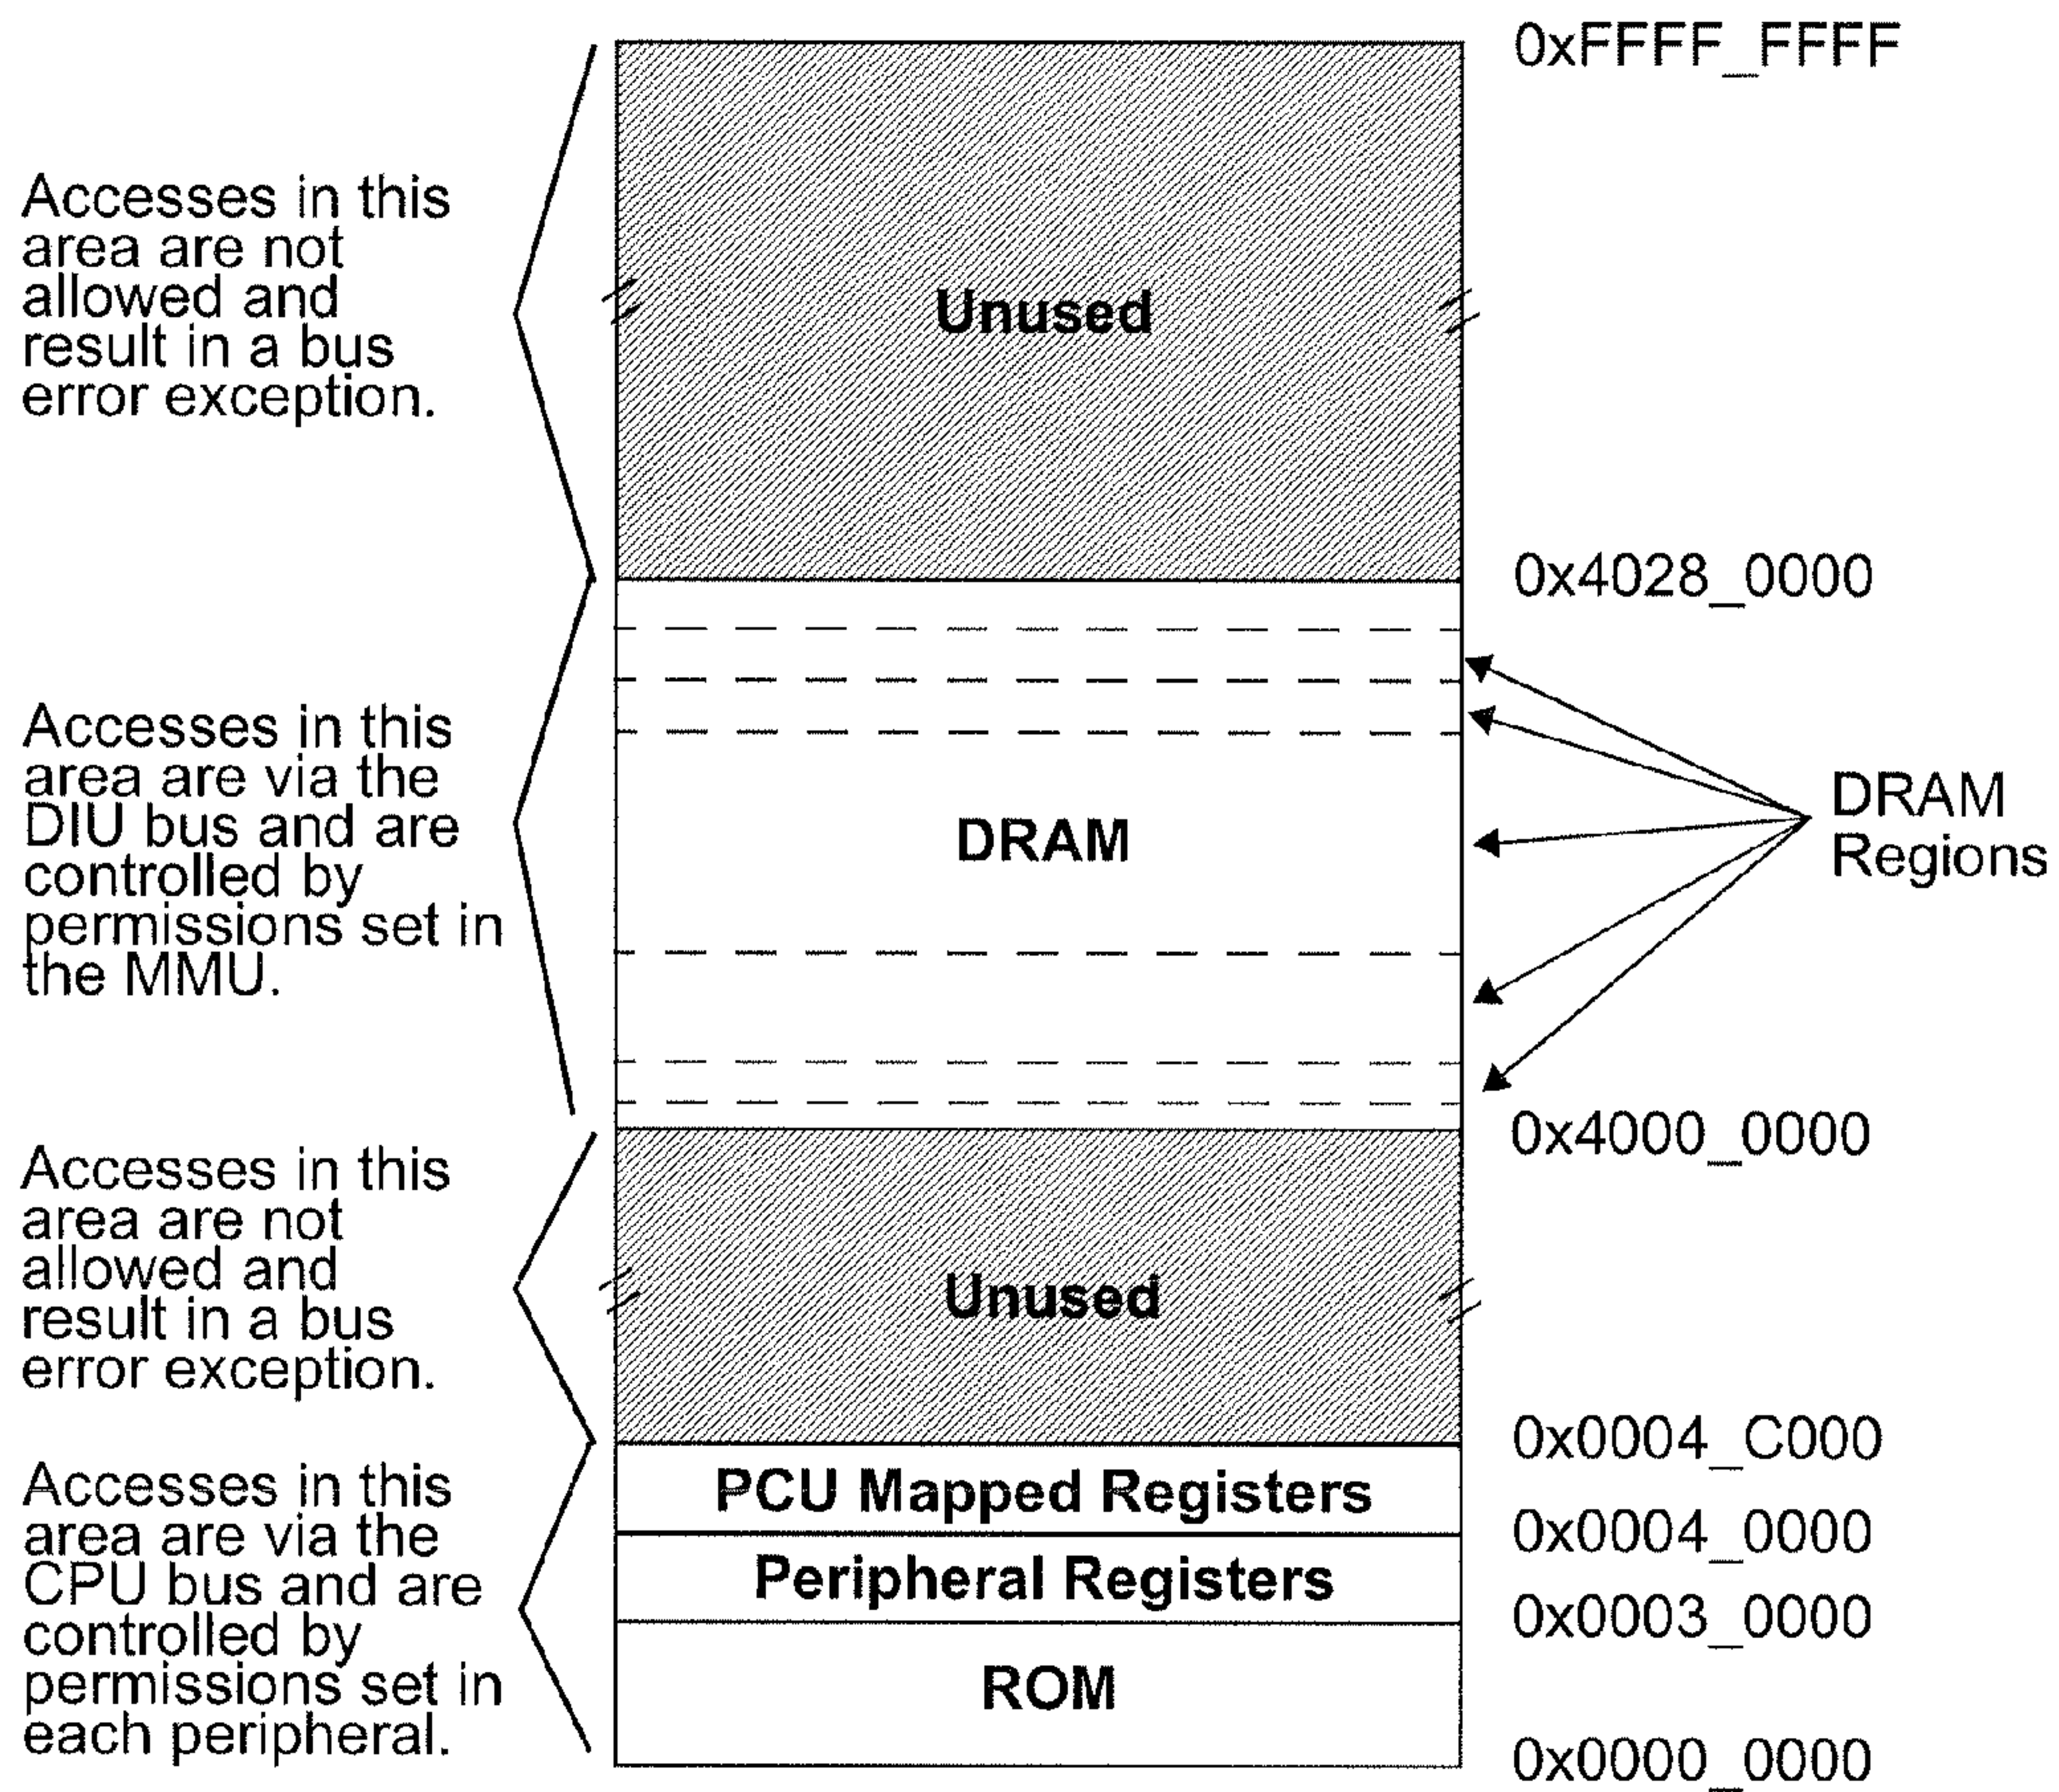 0xFFFF_FFFF
Accesses in this
area are not
allowed and
result in a bus
error exception.
Unused
0x4028_0000
Accesses in this
area are via the
DIU bus and are
controlled by
permissions set in
the MMU.
DRAM
DRAM
Regions
0x4000_0000
Accesses in this
area are not
allowed and
result in a bus
error exception.
Unused
0x0004_C000
Accesses in this
area are via the
CPU bus and are
controlled by
permissions set in
each peripheral.
PCU Mapped Registers
0x0004_0000
Peripheral Registers
0x0003_0000
ROM
0x0000_0000